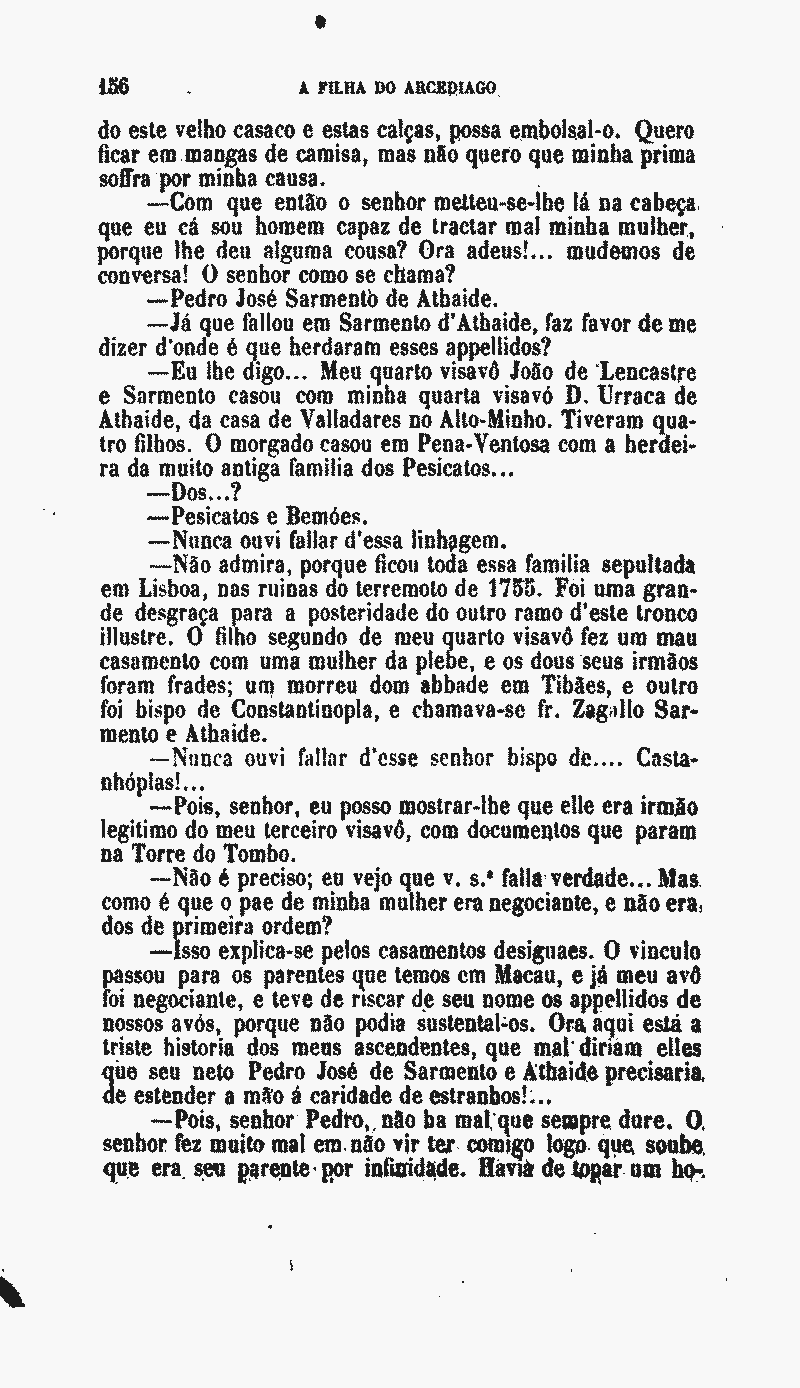 156 A FILHA DO ARCEDIAGO
do este velho casaco e estas calças, possa embolsal-o. Quero
ficar em mangas de camisa, mas não quero que minha prima
soffra por minha causa.
—Com que então o senhor metteu-se-lhe lá na cabeça
que eu cá sou homem capaz de tractar mal minha mulher,
porque lhe deu alguma cousa? Ora adeus!... mudemos de
conversa! O senhor como se chama?
—Pedro José Sarmento de Athaide.
—Já que fallou em Sarmento d'Athaide, faz favor de me
dizer d'onde é que herdaram esses appellidos?
—Eu lhe digo... Meu quarto visavô João de Lencastre
e Sarmento casou com minha quarta visavó D. Urraca de
Athaide, da casa de Valladares no Alto-Minho. Tiveram qua-
tro filhos. O morgado casou em Pena-Ventosa com a herdei-
ra da muito antiga familia dos Pesicatos...
—Dos...?
—Pesicatos e Bemóes.
—Nunca ouvi fallar d'essa linhagem.
—Não admira, porque ficou toda essa familia sepultada
em Lisboa, nas ruinas do terremoto de 1755. Foi uma gran-
de desgraça para a posteridade do outro ramo d'este tronco
illustre. O filho segundo de meu quarto visavô fez um mau
casamento com uma mulher da plebe, e os dous seus irmãos
foram frades; um morreu dom abbade em Tibães, e outro
foi bispo de Constantinopla, e chamava-se fr. Zagallo Sar-
mento e Athaide.
—Nunca ouvi fallar d'esse senhor bispo de.... Casta-
nhóplas!...
—Pois, senhor, eu posso mostrar-lhe que elle era irmão
legitimo do meu terceiro visavô, com documentos que param
na Torre do Tombo.
—Não é preciso; eu vejo que v. s.ª falla verdade... Mas
como é que o pae de minha mulher era negociante, e não era
dos de primeira ordem?
—Isso explica-se pelos casamentos desiguaes. O vinculo
passou para os parentes que temos em Macau, e já meu avô
foi negociante, e teve de riscar de seu nome os appellidos de
nossos avós, porque não podia sustental-os. Ora aqui está a
triste historia dos meus ascendentes, que mal diriam elles
que seu neto Pedro José de Sarmento e Athaide precisaria
de estender a mão á caridade de estranhos!...
—Pois, senhor Pedro, não ha mal que sempre dure. O
senhor fez muito mal em não vir ter comigo logo que soube
que era seu parente por infinidade. Havia de topar um ho-